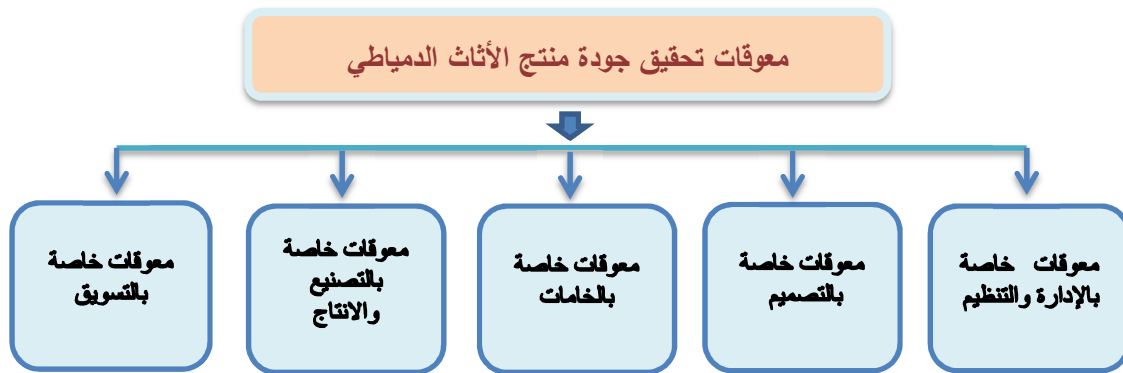 معوقات تحقيق جودة منتج الأثاث الدمياطي
معوقات خاصة
بالإدارة والتنظيم
معوقات خاصة
بالتصميم
معوقات خاصة
بالخامات
معوقات خاصة
بالتصنيع
والانتاج
معوقات خاصة
بالتسويق